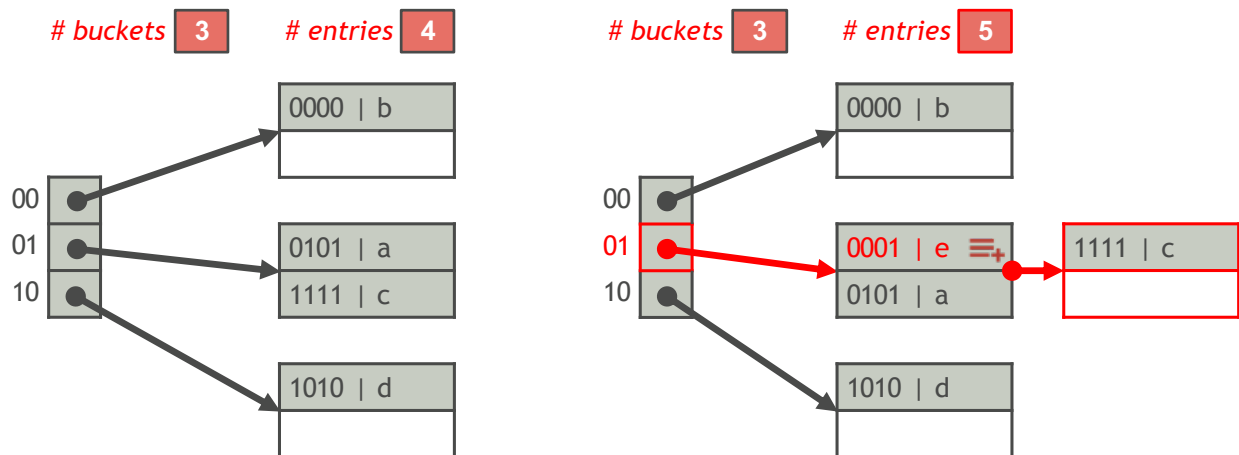 # buckets 3 # entries 4
0000 | b
00
01
10
0101 | a
1111 | c
1010 | d
# buckets 3 # entries 5
0000 | b
00
01
10
0001 | e
0101 | a
1111 | c
1010 | d